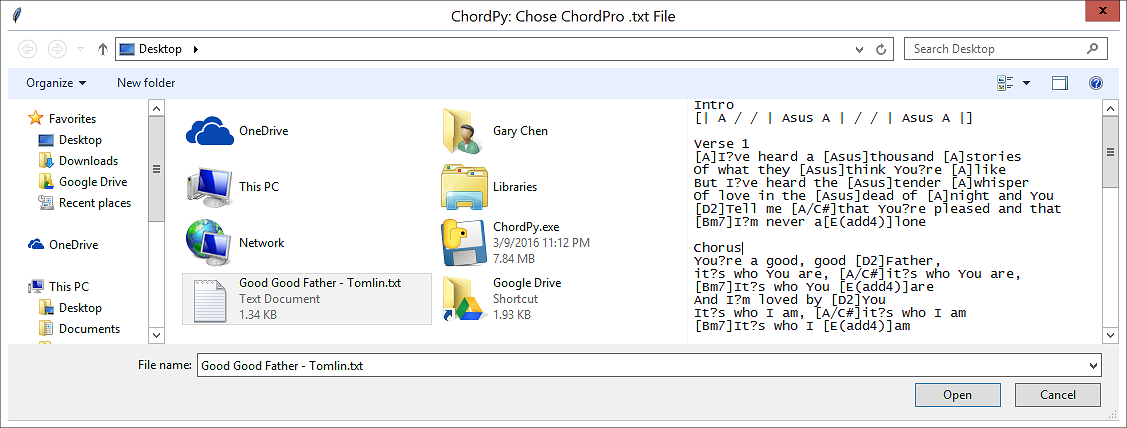 ChordPy: Chose ChordPro .txt File
Desktop
Search Desktop
Organize
New folder
Favorites
Desktop
Downloads
Google Drive
Recent places
OneDrive
This PC
Desktop
Documents
OneDrive
Gary Chen
This PC
Libraries
Network
ChordPy.exe
3/9/2016 11:12 PM
7.84 MB
Good Good Father - Tomlin.txt
Text Document
1.34 KB
Google Drive
Shortcut
1.93 KB
Intro
[| A / / | Asus A | / / | Asus A |]
Verse 1
[A]I?ve heard a [Asus]thousand [A]stories
Of what they [Asus]think You?re [A]like
But I?ve heard the [Asus]tender [A]whisper
Of love in the [Asus]dead of [A]night and You
[D2]Tell me [A/C#]that You?re pleased and that
[Bm7]I?m never a[E(add4)]lone
Chorus
You?re a good, good [D2]Father,
it?s who You are, [A/C#]it?s who You are,
[Bm7]It?s who You [E(add4)]are
And I?m loved by [D2]You
It?s who I am, [A/C#]it?s who I am
[Bm7]It?s who I [E(add4)]am
File name:
Good Good Father - Tomlin.txt
Open
Cancel